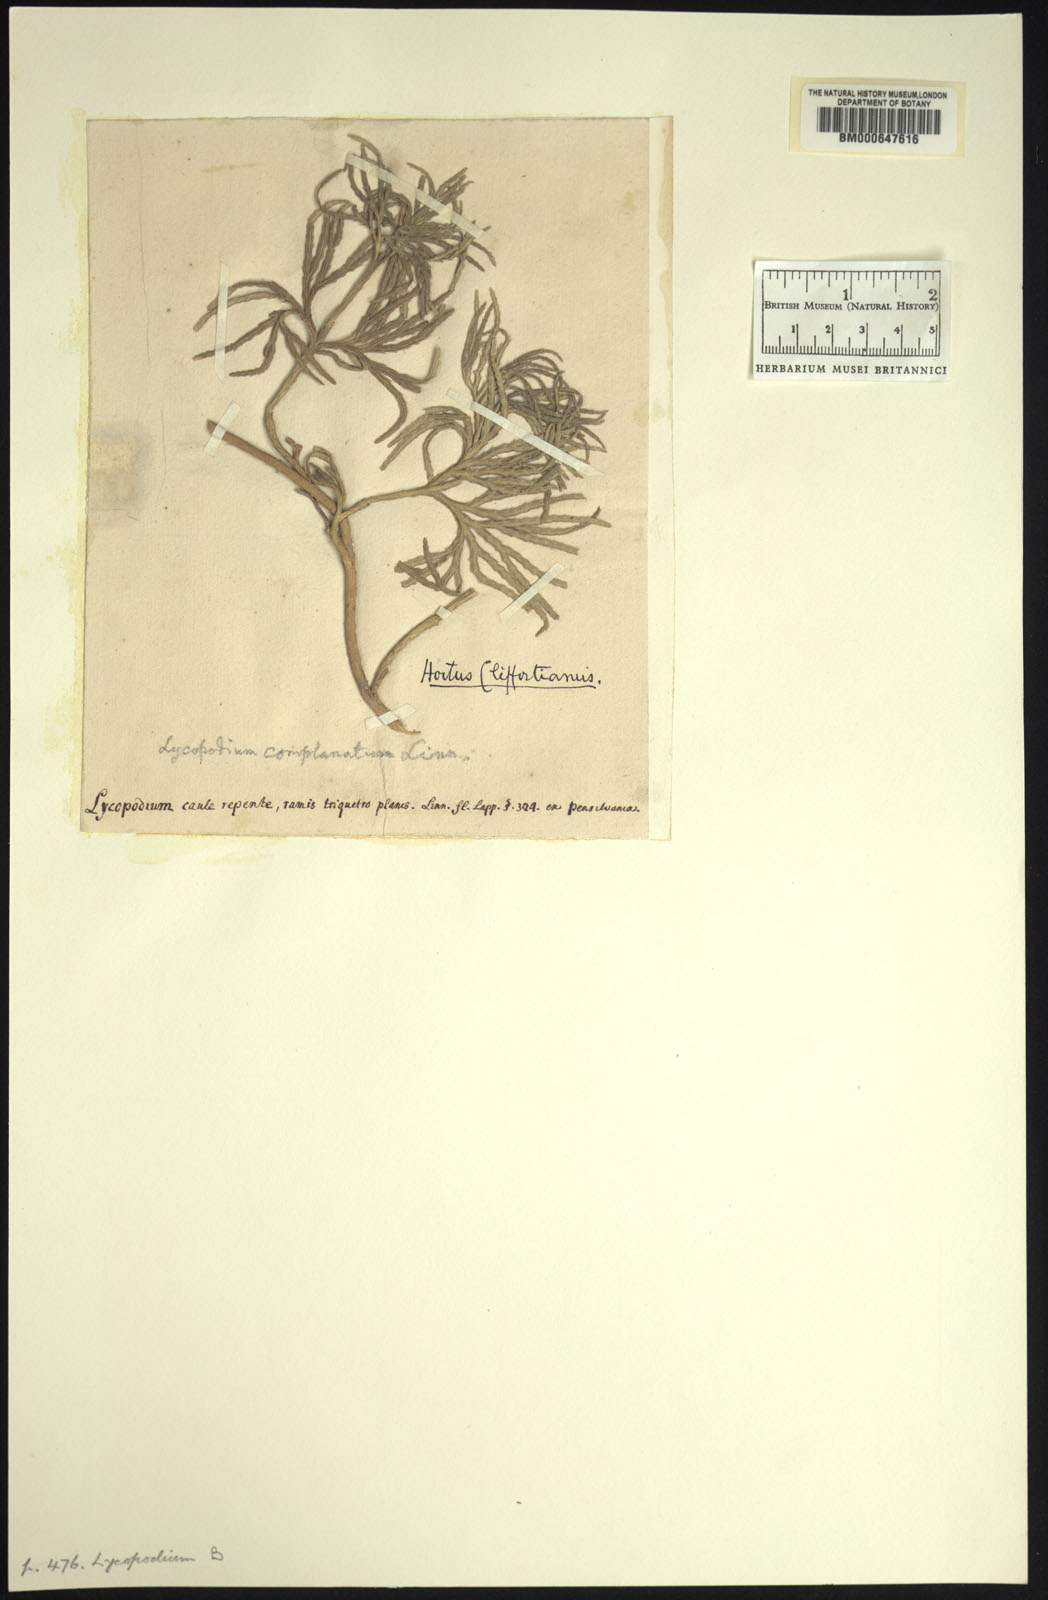 THE NATURAL HISTORY MUSEUM, LONDON
DEPARTMENT OF BOTANY
BM000647616
1 2
BRITISH MUSEUM (NATURAL HISTORY)
1 2 3 4 5
HERBARIUM MUSEI BRITANNICI
Hortus Cliffortianus.
Lycopodium complanatum Linn.
Lycopodium caule repente, ramis triquetro planis. Linn. fl. Lapp. §. 324. ex Pensilvania.
p. 476. Lycopodium B